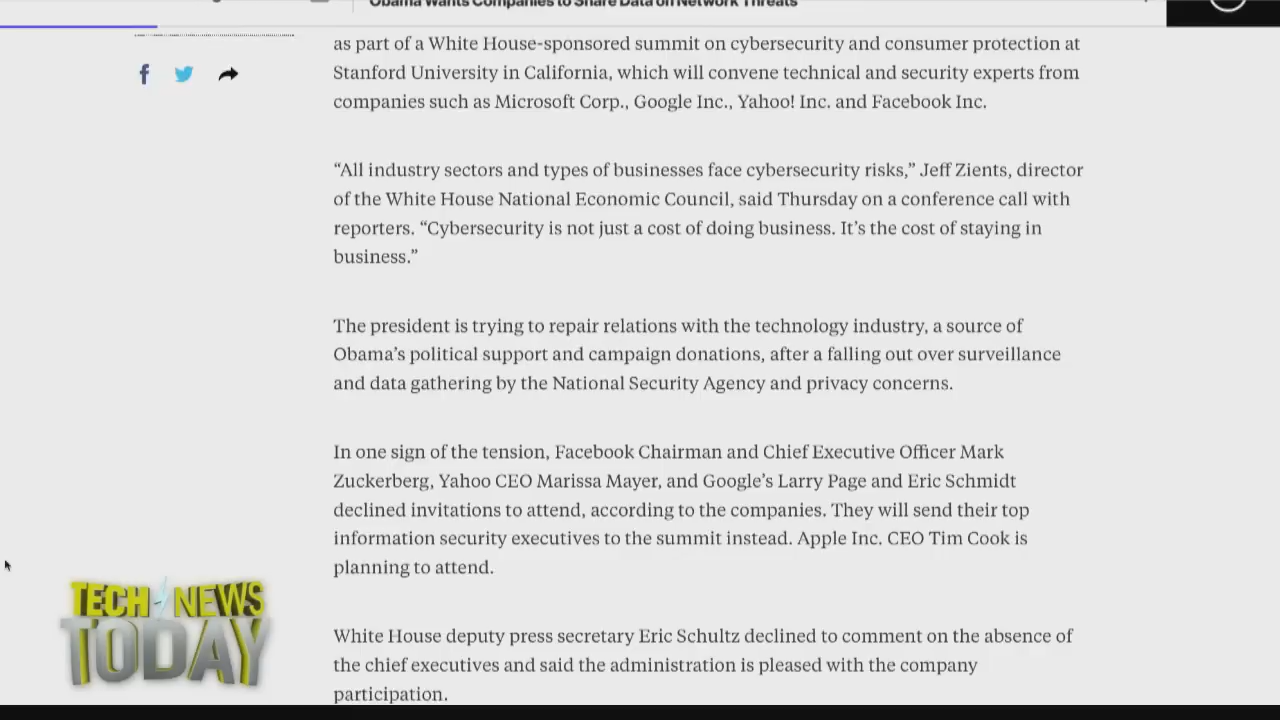 Obama Wants Companies to Share Data on Network Threats
as part of a White House-sponsored summit on cybersecurity and consumer protection at
Stanford University in California, which will convene technical and security experts from
companies such as Microsoft Corp., Google Inc., Yahoo! Inc. and Facebook Inc.
“All industry sectors and types of businesses face cybersecurity risks,” Jeff Zients, director
of the White House National Economic Council, said Thursday on a conference call with
reporters. “Cybersecurity is not just a cost of doing business. It’s the cost of staying in
business.”
The president is trying to repair relations with the technology industry, a source of
Obama’s political support and campaign donations, after a falling out over surveillance
and data gathering by the National Security Agency and privacy concerns.
In one sign of the tension, Facebook Chairman and Chief Executive Officer Mark
Zuckerberg, Yahoo CEO Marissa Mayer, and Google’s Larry Page and Eric Schmidt
declined invitations to attend, according to the companies. They will send their top
information security executives to the summit instead. Apple Inc. CEO Tim Cook is
planning to attend.
White House deputy press secretary Eric Schultz declined to comment on the absence of
the chief executives and said the administration is pleased with the company
participation.
TECH NEWS
TODAY